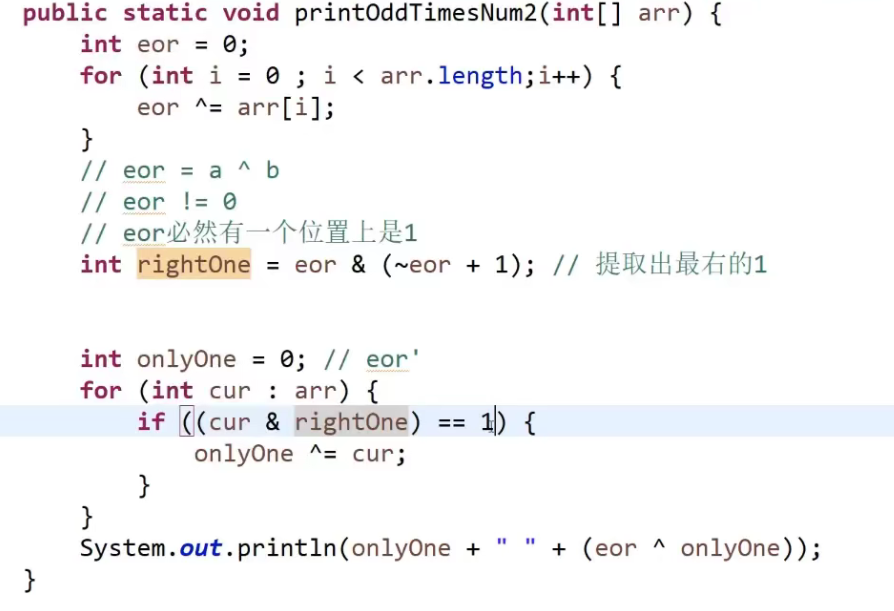 public static void printOddTimesNum2(int[] arr) {
int eor = 0;
for (int i = 0 ; i < arr.length;i++) {
eor ^= arr[i];
}
// eor = a ^ b
// eor != 0
// eor必然有一个位置上是1
int rightOne = eor & (~eor + 1); // 提取出最右的1
int onlyOne = 0; // eor'
for (int cur : arr) {
if ((cur & rightOne) == 1) {
onlyOne ^= cur;
}
}
System.out.println(onlyOne + " " + (eor ^ onlyOne));
}